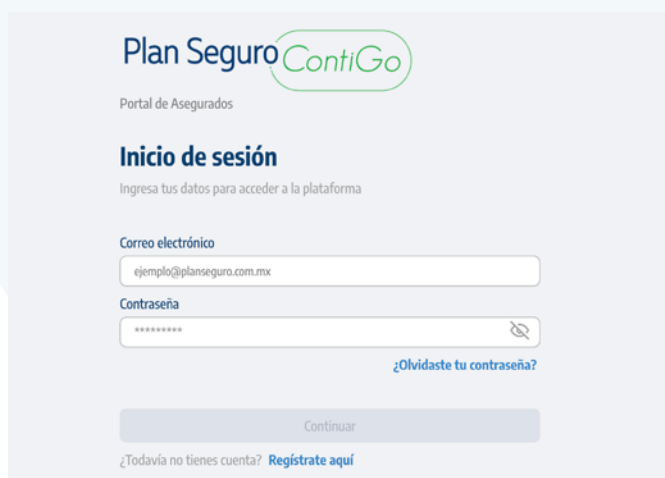 Plan Seguro ContiGo
Portal de Asegurados
Inicio de sesión
Ingresa tus datos para acceder a la plataforma
Correo electrónico
ejemplo@planseguro.com.mx
Contraseña
*********
¿Olvidaste tu contraseña?
Continuar
¿Todavía no tienes cuenta? Regístrate aquí